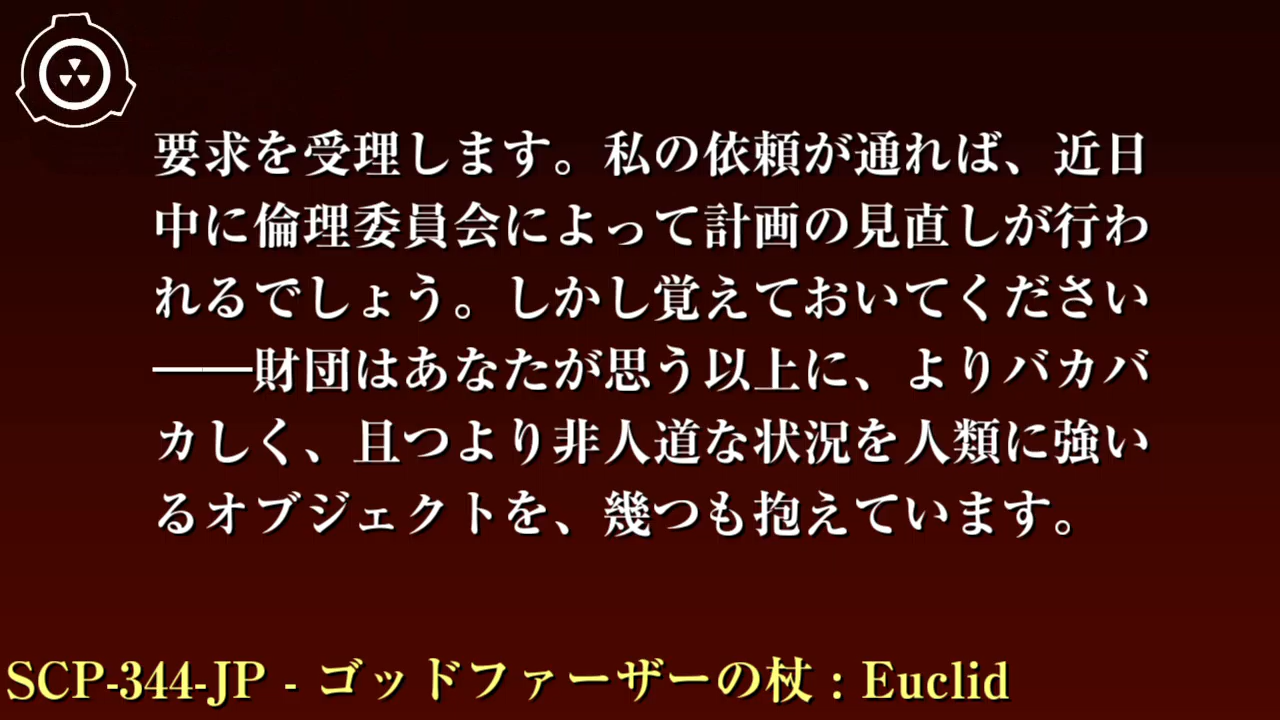 要求を受理します。私の依頼が通れば、近日
中に倫理委員会によって計画の見直しが行わ
れるでしょう。しかし覚えておいてください
――財団はあなたが思う以上に、よりバカバ
カしく、且つより非人道な状況を人類に強い
るオブジェクトを、幾つも抱えています。
SCP-344-JP - ゴッドファーザーの杖 : Euclid